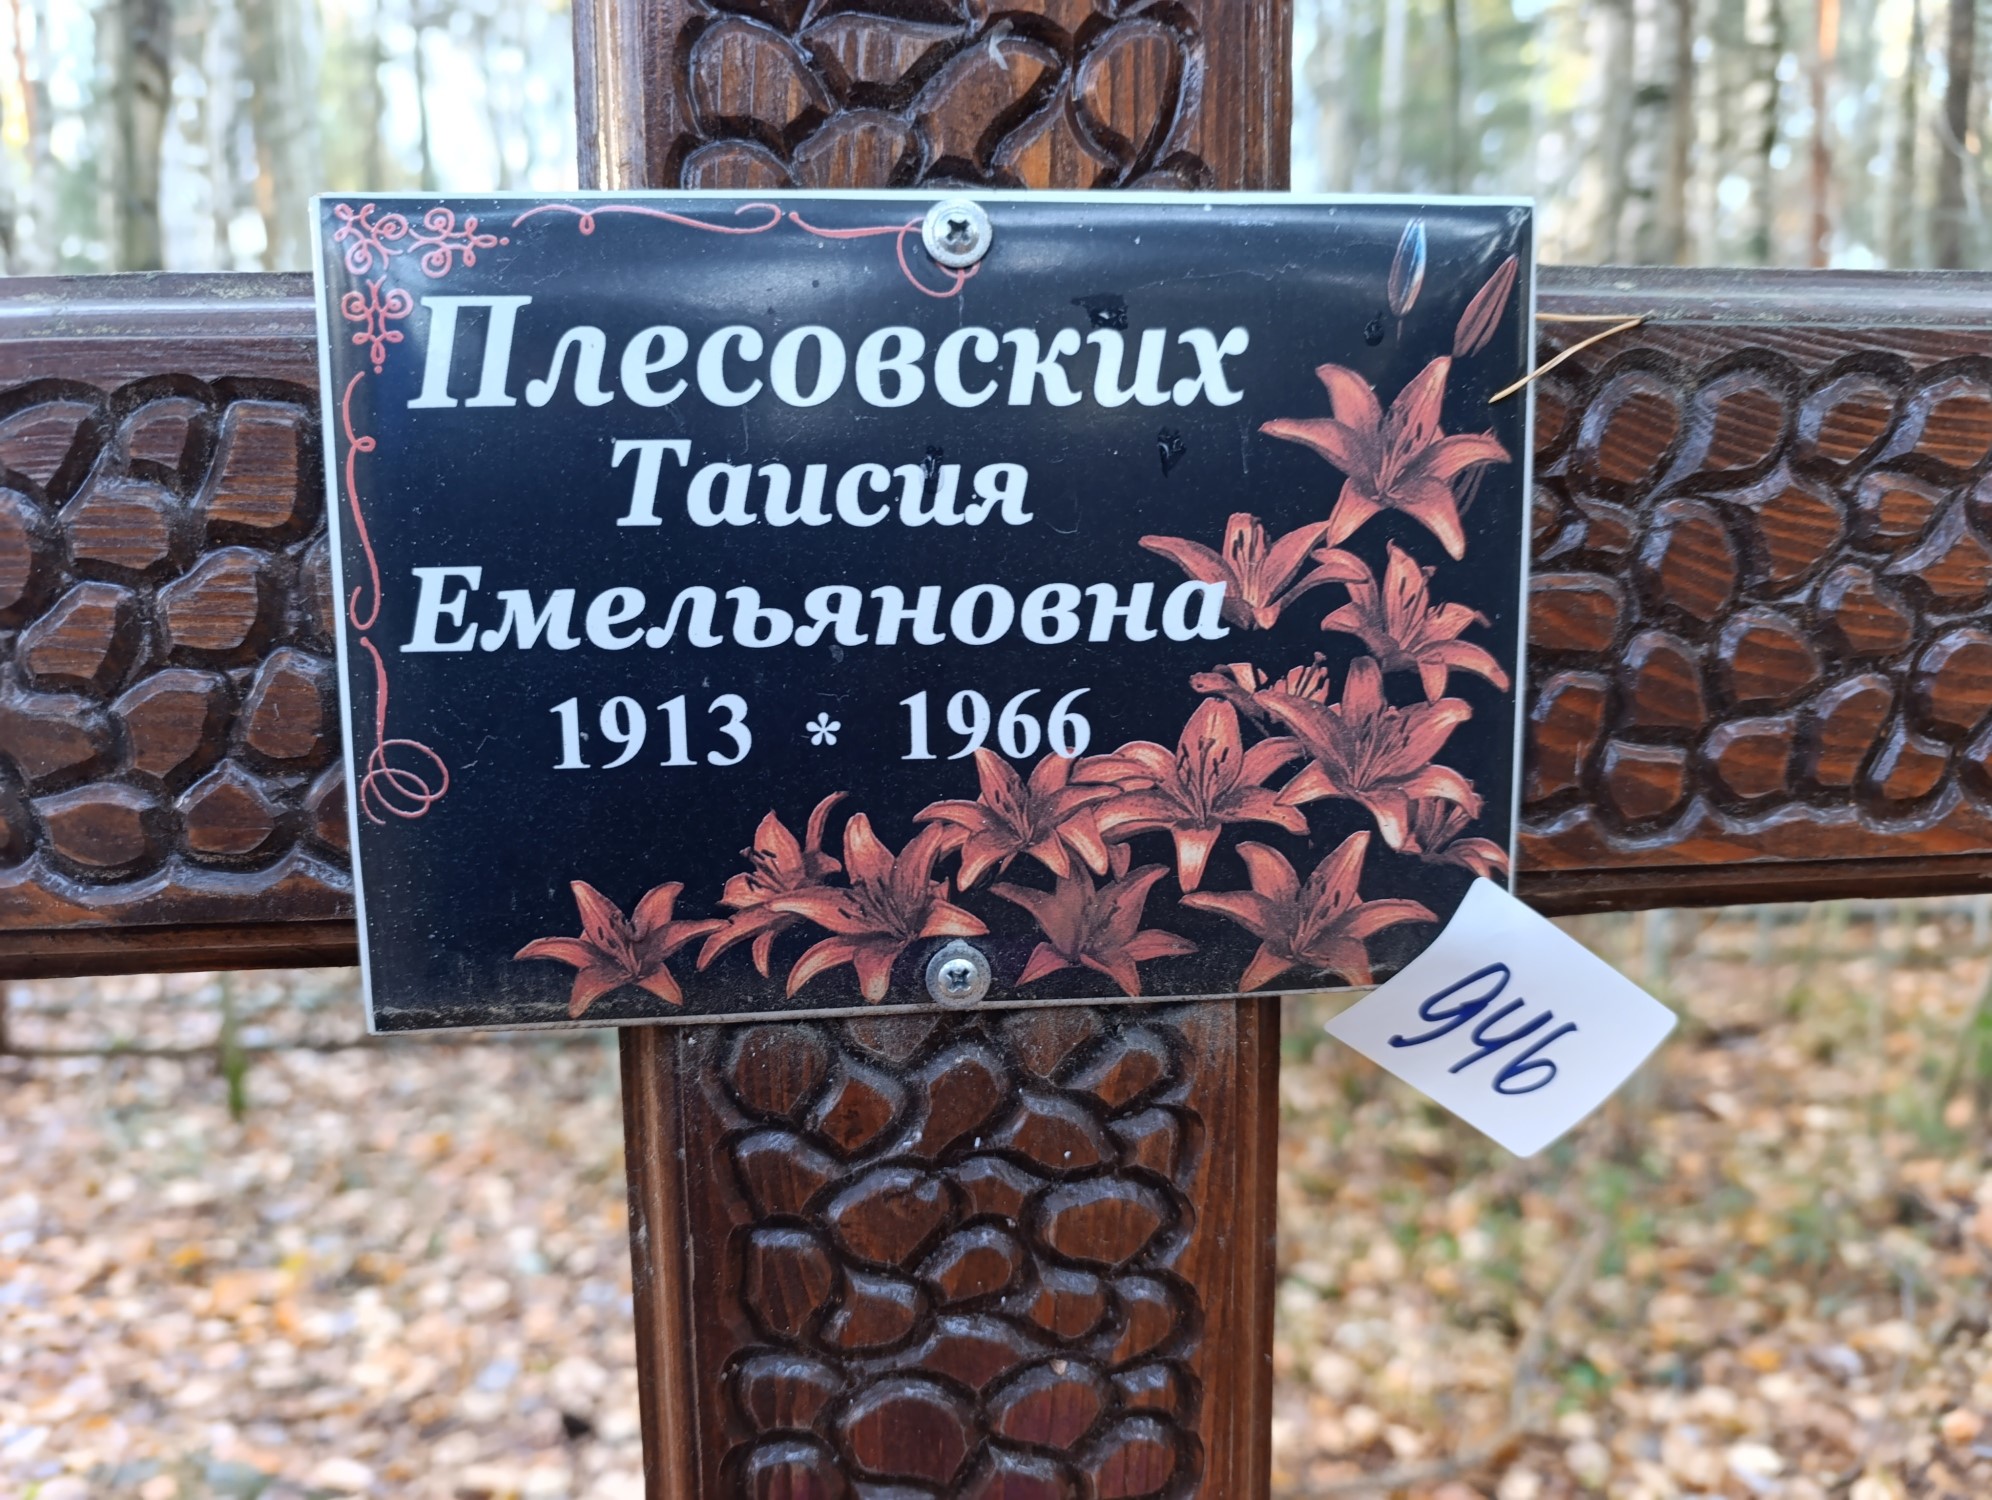 Плесовских
Таисия
Емельяновна
1913 * 1966
946